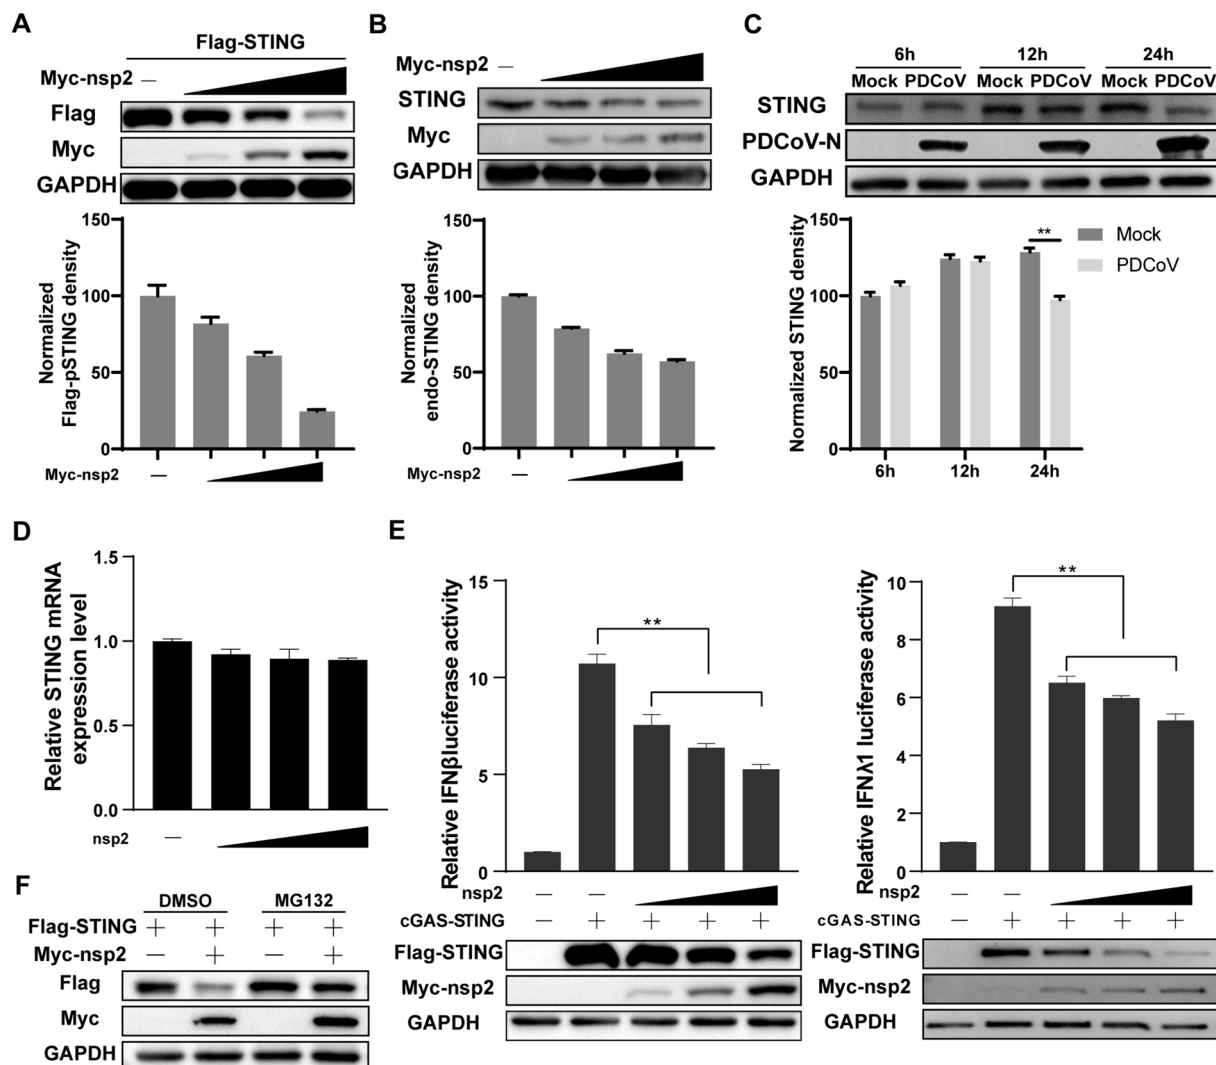 A
Flag-STING
Myc-nsp2 —
Flag
Myc
GAPDH
Normalized
Flag-pSTING density
150
100
50
0
Myc-nsp2 —
B
Myc-nsp2 —
STING
Myc
GAPDH
Normalized
endo-STING density
150
100
50
0
Myc-nsp2 —
C
6h 12h 24h
Mock PDCoV Mock PDCoV Mock PDCoV
STING
PDCoV-N
GAPDH
Normalized STING density
150
100
50
0
**
Mock
PDCoV
6h 12h 24h
D
Relative STING mRNA
expression level
1.5
1.0
0.5
0.0
nsp2 —
E
Relative IFNβluciferase activity
15
10
5
0
**
nsp2 — —
cGAS-STING — + + + +
Flag-STING
Myc-nsp2
GAPDH
Relative IFNλ1 luciferase activity
10
8
6
4
2
0
**
nsp2 — —
cGAS-STING — + + + +
Flag-STING
Myc-nsp2
GAPDH
F
DMSO MG132
Flag-STING + + + +
Myc-nsp2 — + — +
Flag
Myc
GAPDH